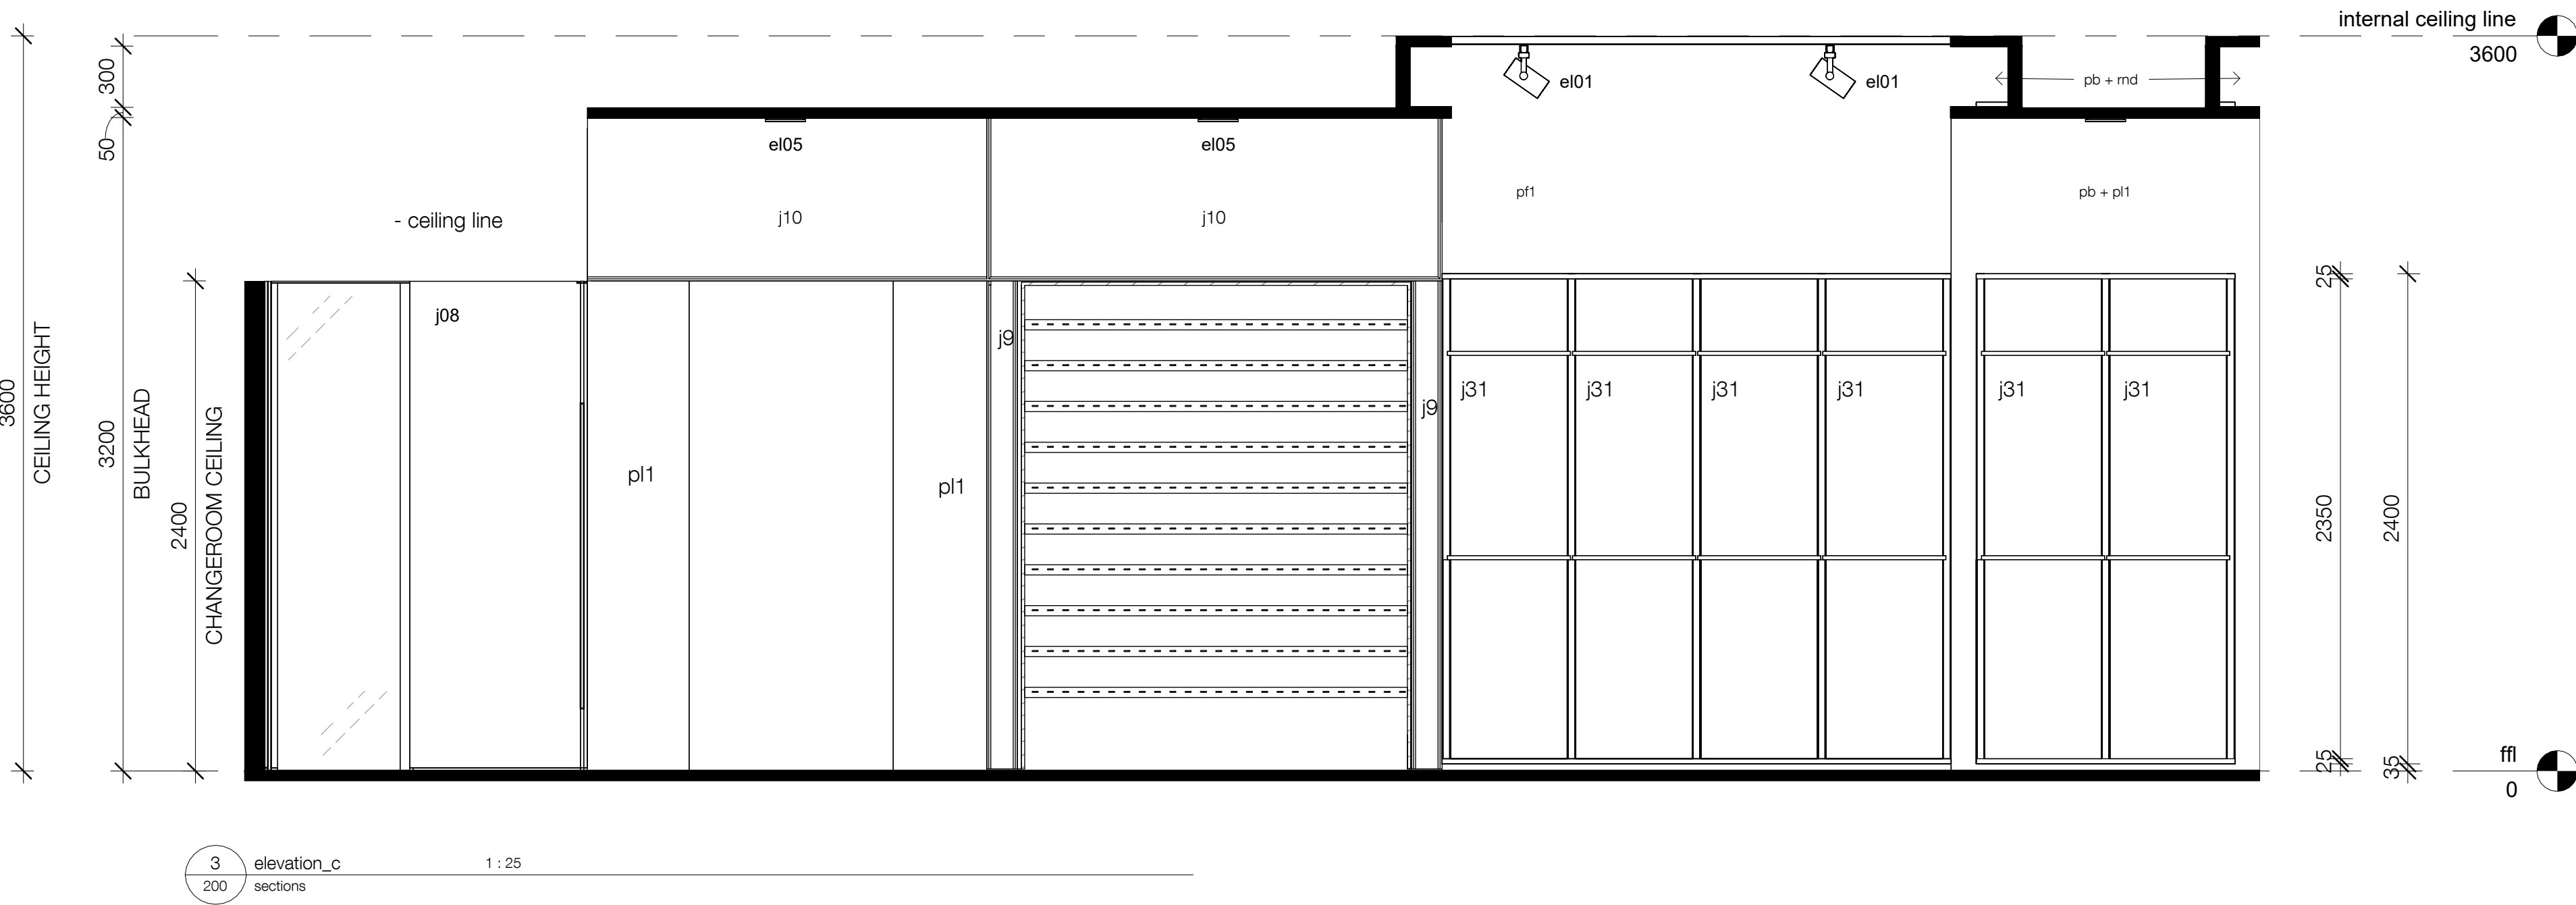 internal ceiling line
3600
300
50
el01
el01
pb + rnd
el05
el05
- ceiling line
j10
j10
pf1
pb + pl1
25
j08
j9
j9
j31
j31
j31
j31
j31
j31
3600
CEILING HEIGHT
3200
BULKHEAD
2400
CHANGEROOM CEILING
pl1
pl1
2350
2400
25
35
ffl
0
3
200
elevation_c
1 : 25
sections